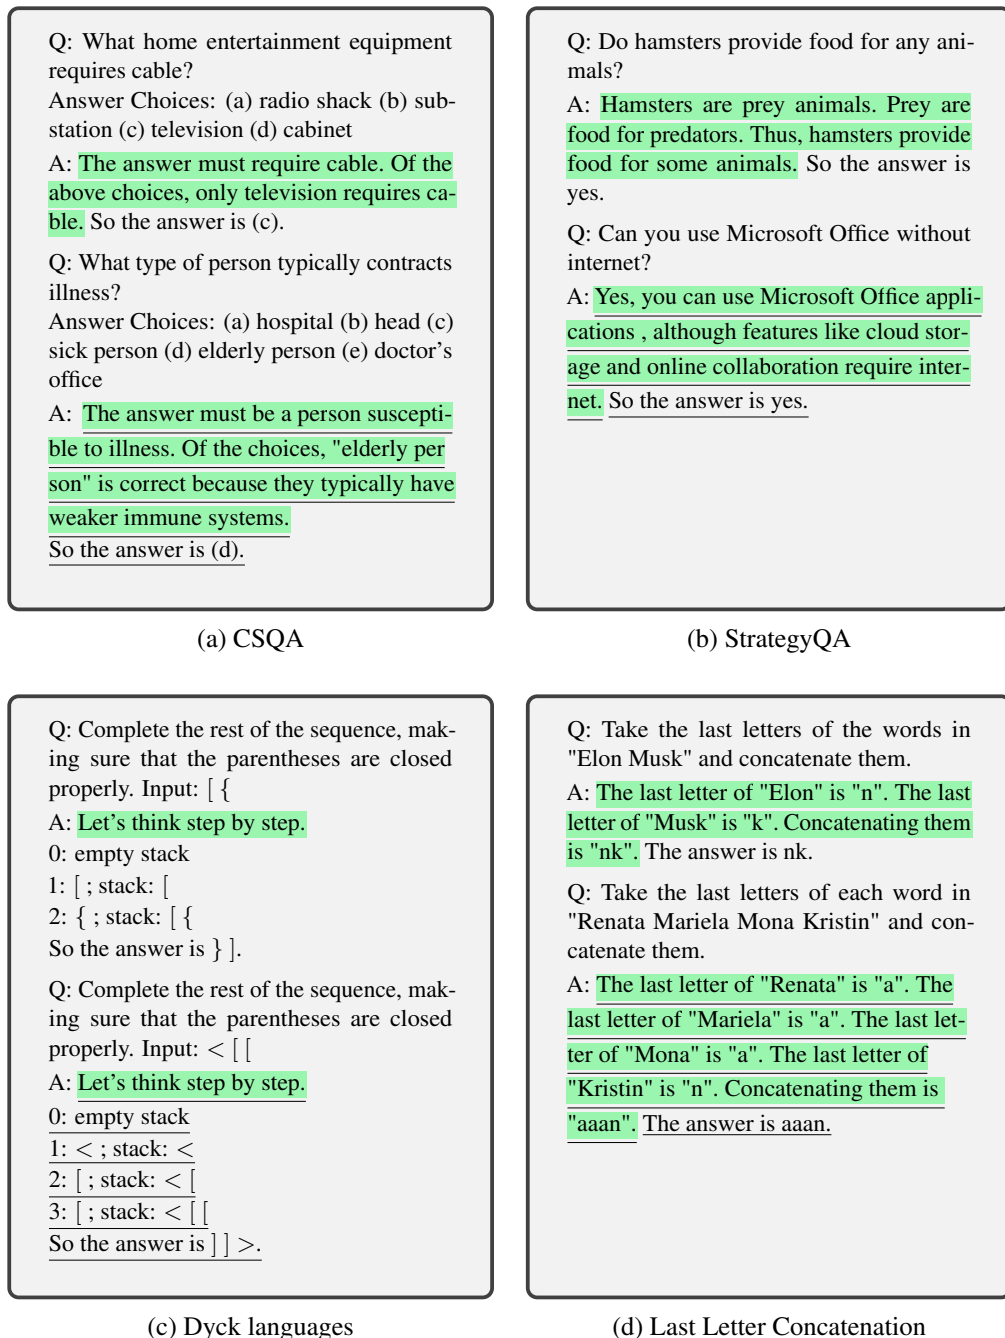 Q: What home entertainment equipment
requires cable?
Answer Choices: (a) radio shack (b) sub-
station (c) television (d) cabinet
A: The answer must require cable. Of the
above choices, only television requires ca-
ble. So the answer is (c).
Q: What type of person typically contracts
illness?
Answer Choices: (a) hospital (b) head (c)
sick person (d) elderly person (e) doctor's
office
A: The answer must be a person suscepti-
ble to illness. Of the choices, "elderly per
son" is correct because they typically have
weaker immune systems.
So the answer is (d).
(a) CSQA
Q: Do hamsters provide food for any ani-
mals?
A: Hamsters are prey animals. Prey are
food for predators. Thus, hamsters provide
food for some animals. So the answer is
yes.
Q: Can you use Microsoft Office without
internet?
A: Yes, you can use Microsoft Office appli-
cations , although features like cloud stor-
age and online collaboration require inter-
net. So the answer is yes.
(b) StrategyQA
Q: Complete the rest of the sequence, mak-
ing sure that the parentheses are closed
properly. Input: [ {
A: Let's think step by step.
0: empty stack
1: [ ; stack: [
2: { ; stack: [ {
So the answer is } ].
Q: Complete the rest of the sequence, mak-
ing sure that the parentheses are closed
properly. Input: < [ [
A: Let's think step by step.
0: empty stack
1: < ; stack: <
2: [ ; stack: < [
3: [ ; stack: < [ [
So the answer is ] ] >.
(c) Dyck languages
Q: Take the last letters of the words in
"Elon Musk" and concatenate them.
A: The last letter of "Elon" is "n". The last
letter of "Musk" is "k". Concatenating them
is "nk". The answer is nk.
Q: Take the last letters of each word in
"Renata Mariela Mona Kristin" and con-
catenate them.
A: The last letter of "Renata" is "a". The
last letter of "Mariela" is "a". The last let-
ter of "Mona" is "a". The last letter of
"Kristin" is "n". Concatenating them is
"aaan". The answer is aaan.
(d) Last Letter Concatenation